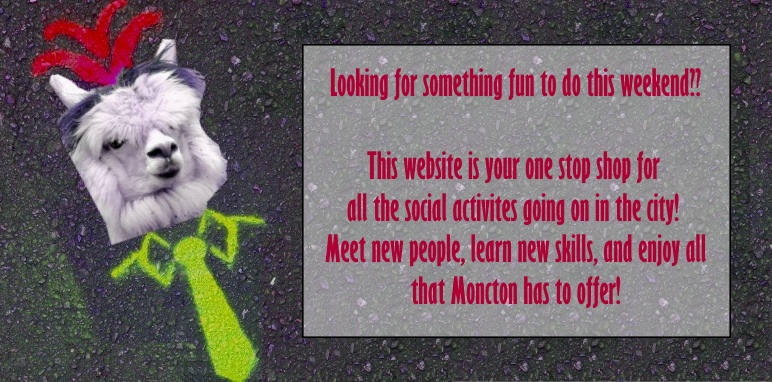 Looking for something fun to do this weekend??
This website is your one stop shop for
all the social activites going on in the city!
Meet new people, learn new skills, and enjoy all
that Moncton has to offer!